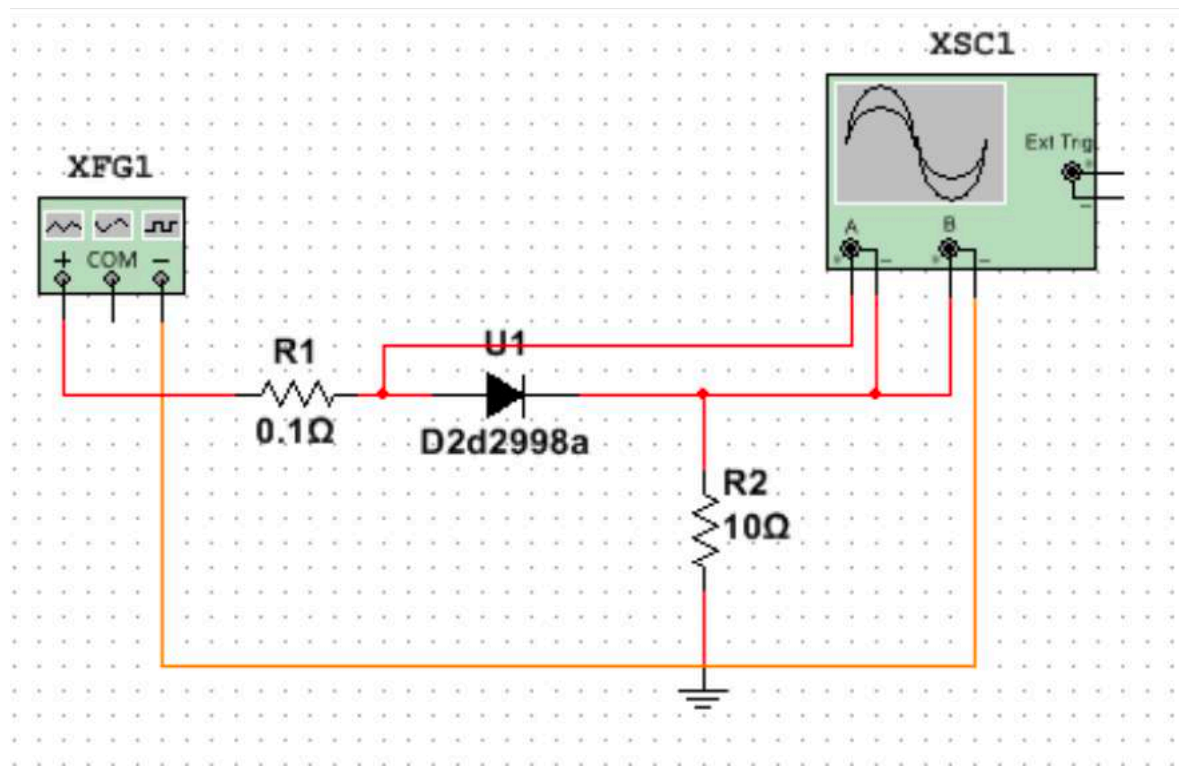 XSC1
Ext Trig
+
−
A
B
+
−
+
−
XFG1
+ COM −
R1
0.1Ω
U1
D2d2998a
R2
10Ω